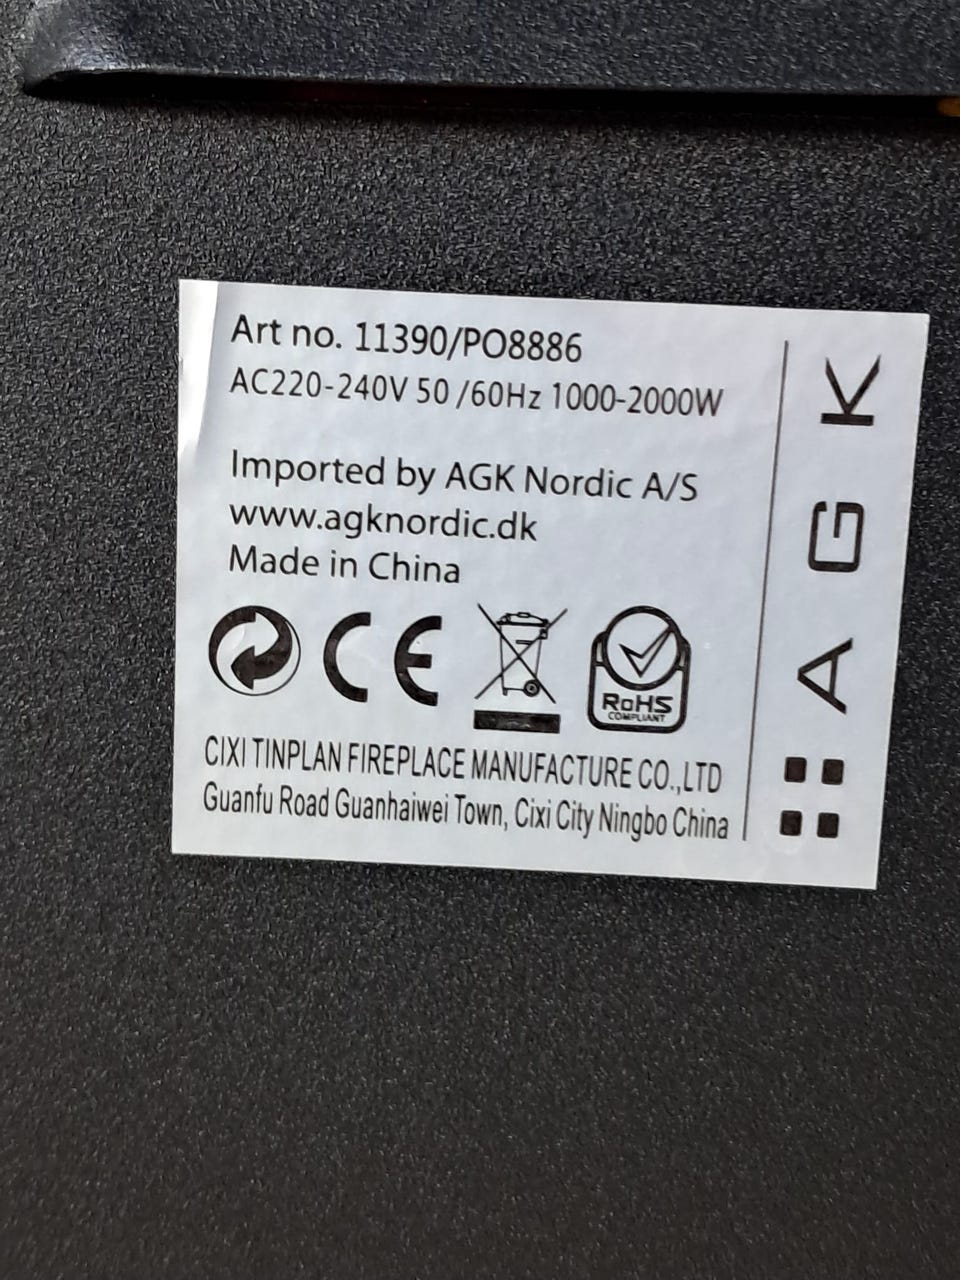 Art no. 11390/PO8886
AC220-240V 50 /60Hz 1000-2000W
Imported by AGK Nordic A/S
www.agknordic.dk
Made in China
CE
RoHS
COMPLIANT
CIXI TINPLAN FIREPLACE MANUFACTURE CO.,LTD
Guanfu Road Guanhaiwei Town, Cixi City Ningbo China
AGK